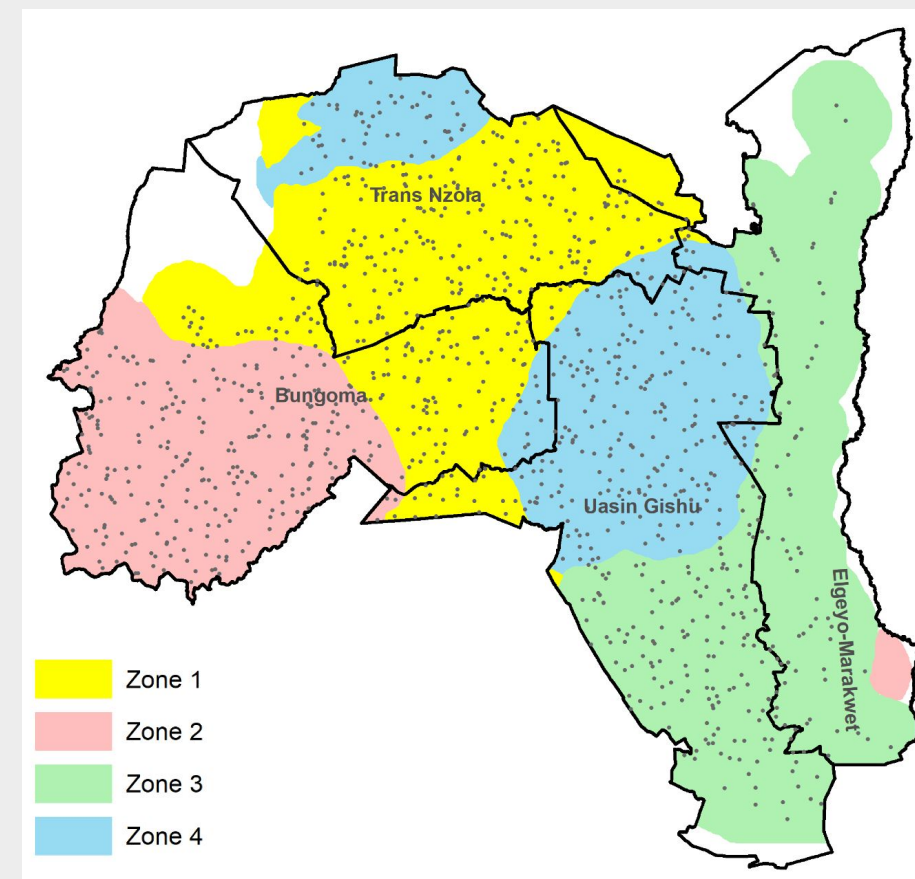 Trans Nzoia
Bungoma
Uasin Gishu
Elgeyo-Marakwet
Zone 1
Zone 2
Zone 3
Zone 4